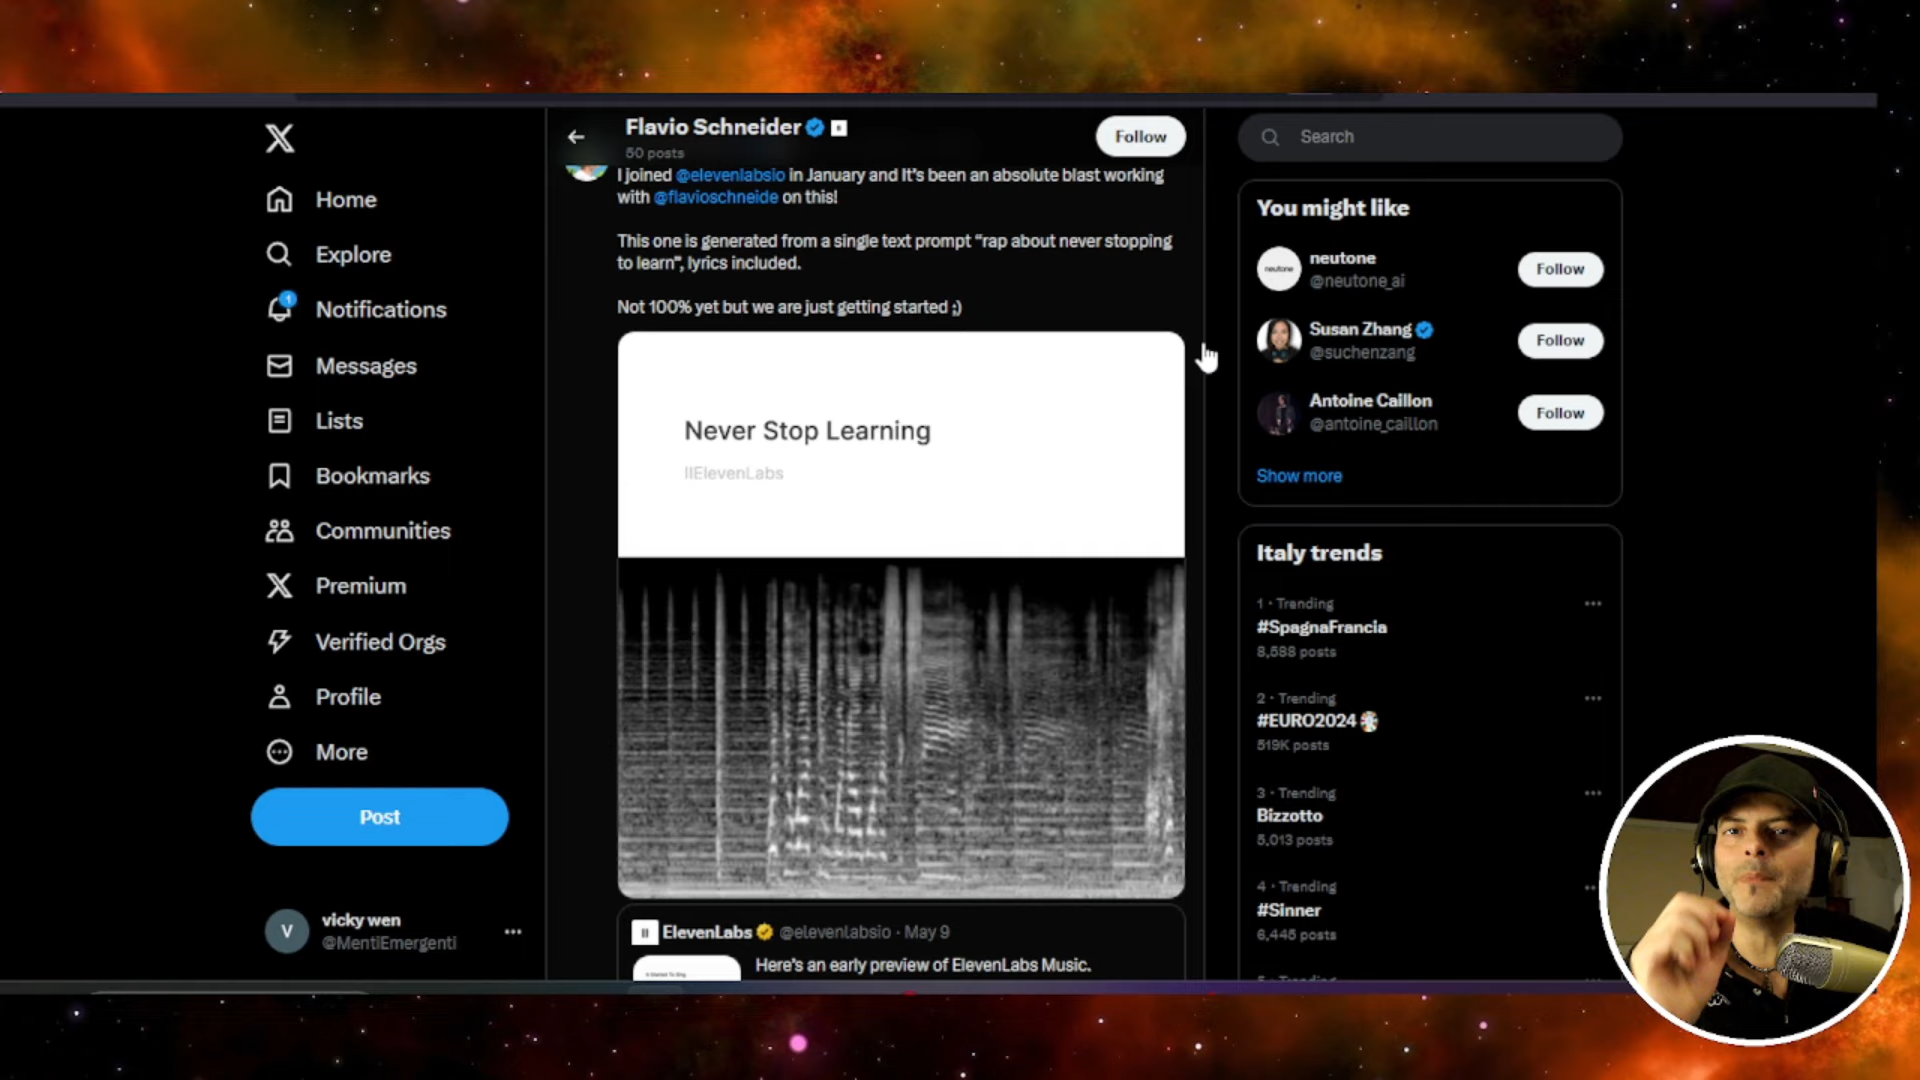 Home
Explore
1
Notifications
Messages
Lists
Bookmarks
Communities
Premium
Verified Orgs
Profile
More
Post
V
vicky wen
@MentiEmergenti
Flavio Schneider
50 posts
Follow
I joined @elevenlabsio in January and it's been an absolute blast working
with @flavioschneide on this!
This one is generated from a single text prompt “rap about never stopping
to learn”, lyrics included.
Not 100% yet but we are just getting started ;)
Never Stop Learning
IIElevenLabs
ElevenLabs @elevenlabsio · May 9
Here's an early preview of ElevenLabs Music.
Search
You might like
neutone
neutone
@neutone_ai
Follow
Susan Zhang
@suchenzang
Follow
Antoine Caillon
@antoine_caillon
Follow
Show more
Italy trends
1 · Trending
#SpagnaFrancia
8,588 posts
2 · Trending
#EURO2024
519K posts
3 · Trending
Bizzotto
5,013 posts
4 · Trending
#Sinner
6,445 posts